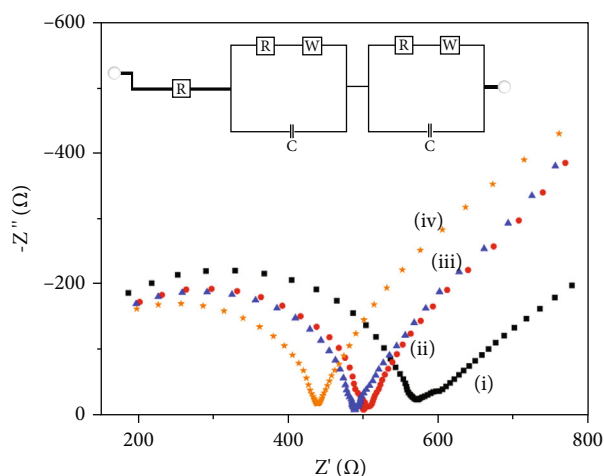 -600
-400
-200
0
-Z'' (Ω)
R
R
W
C
R
W
C
(iv)
(iii)
(ii)
(i)
200
400
600
800
Z' (Ω)